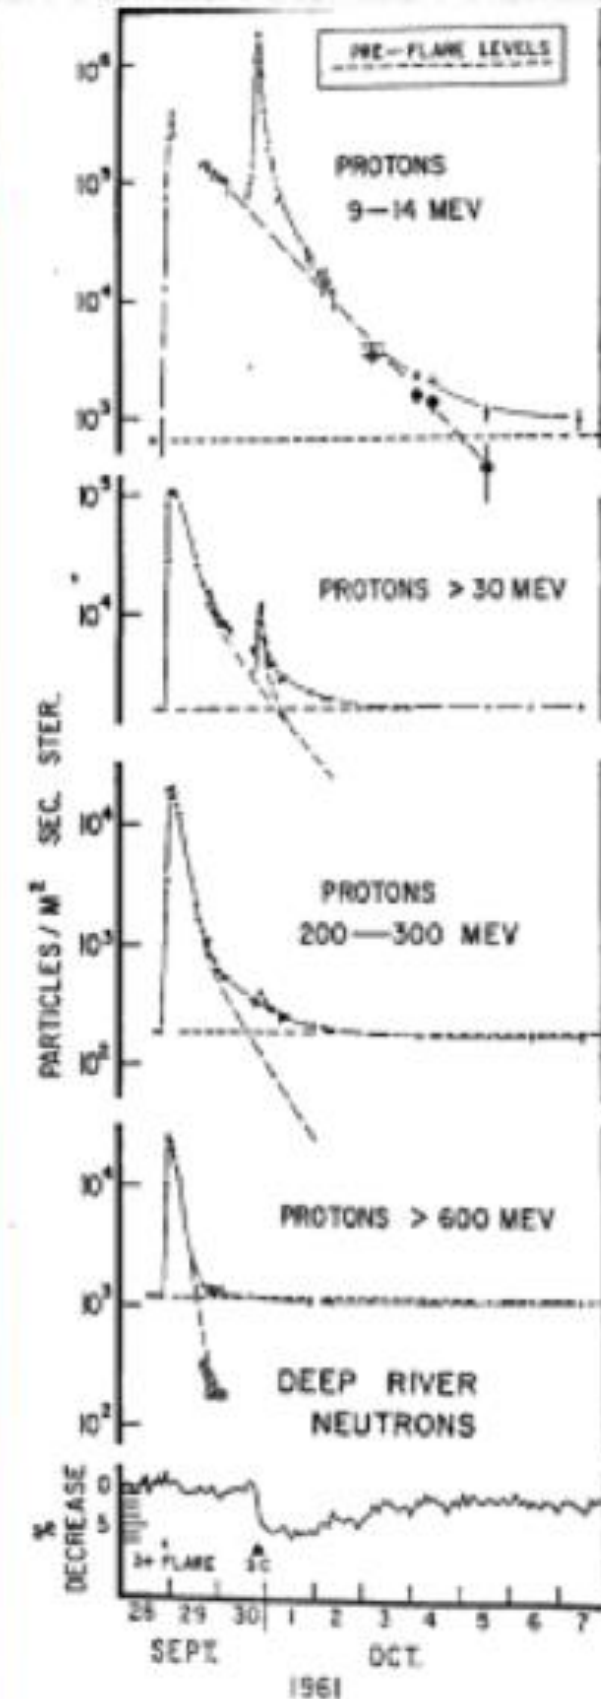 PRE-FLARE LEVELS
PROTONS
9—14 MEV
10⁶
10⁵
10⁴
10³
PROTONS > 30 MEV
10⁵
10⁴
PARTICLES / M² SEC. STER.
PROTONS
200—300 MEV
10⁴
10³
10²
PROTONS > 600 MEV
10⁴
10³
10²
DEEP RIVER
NEUTRONS
% DECREASE
0
5
3+ FLARE
SC
28 29 30 1 2 3 4 5 6 7
SEPT. OCT.
1961